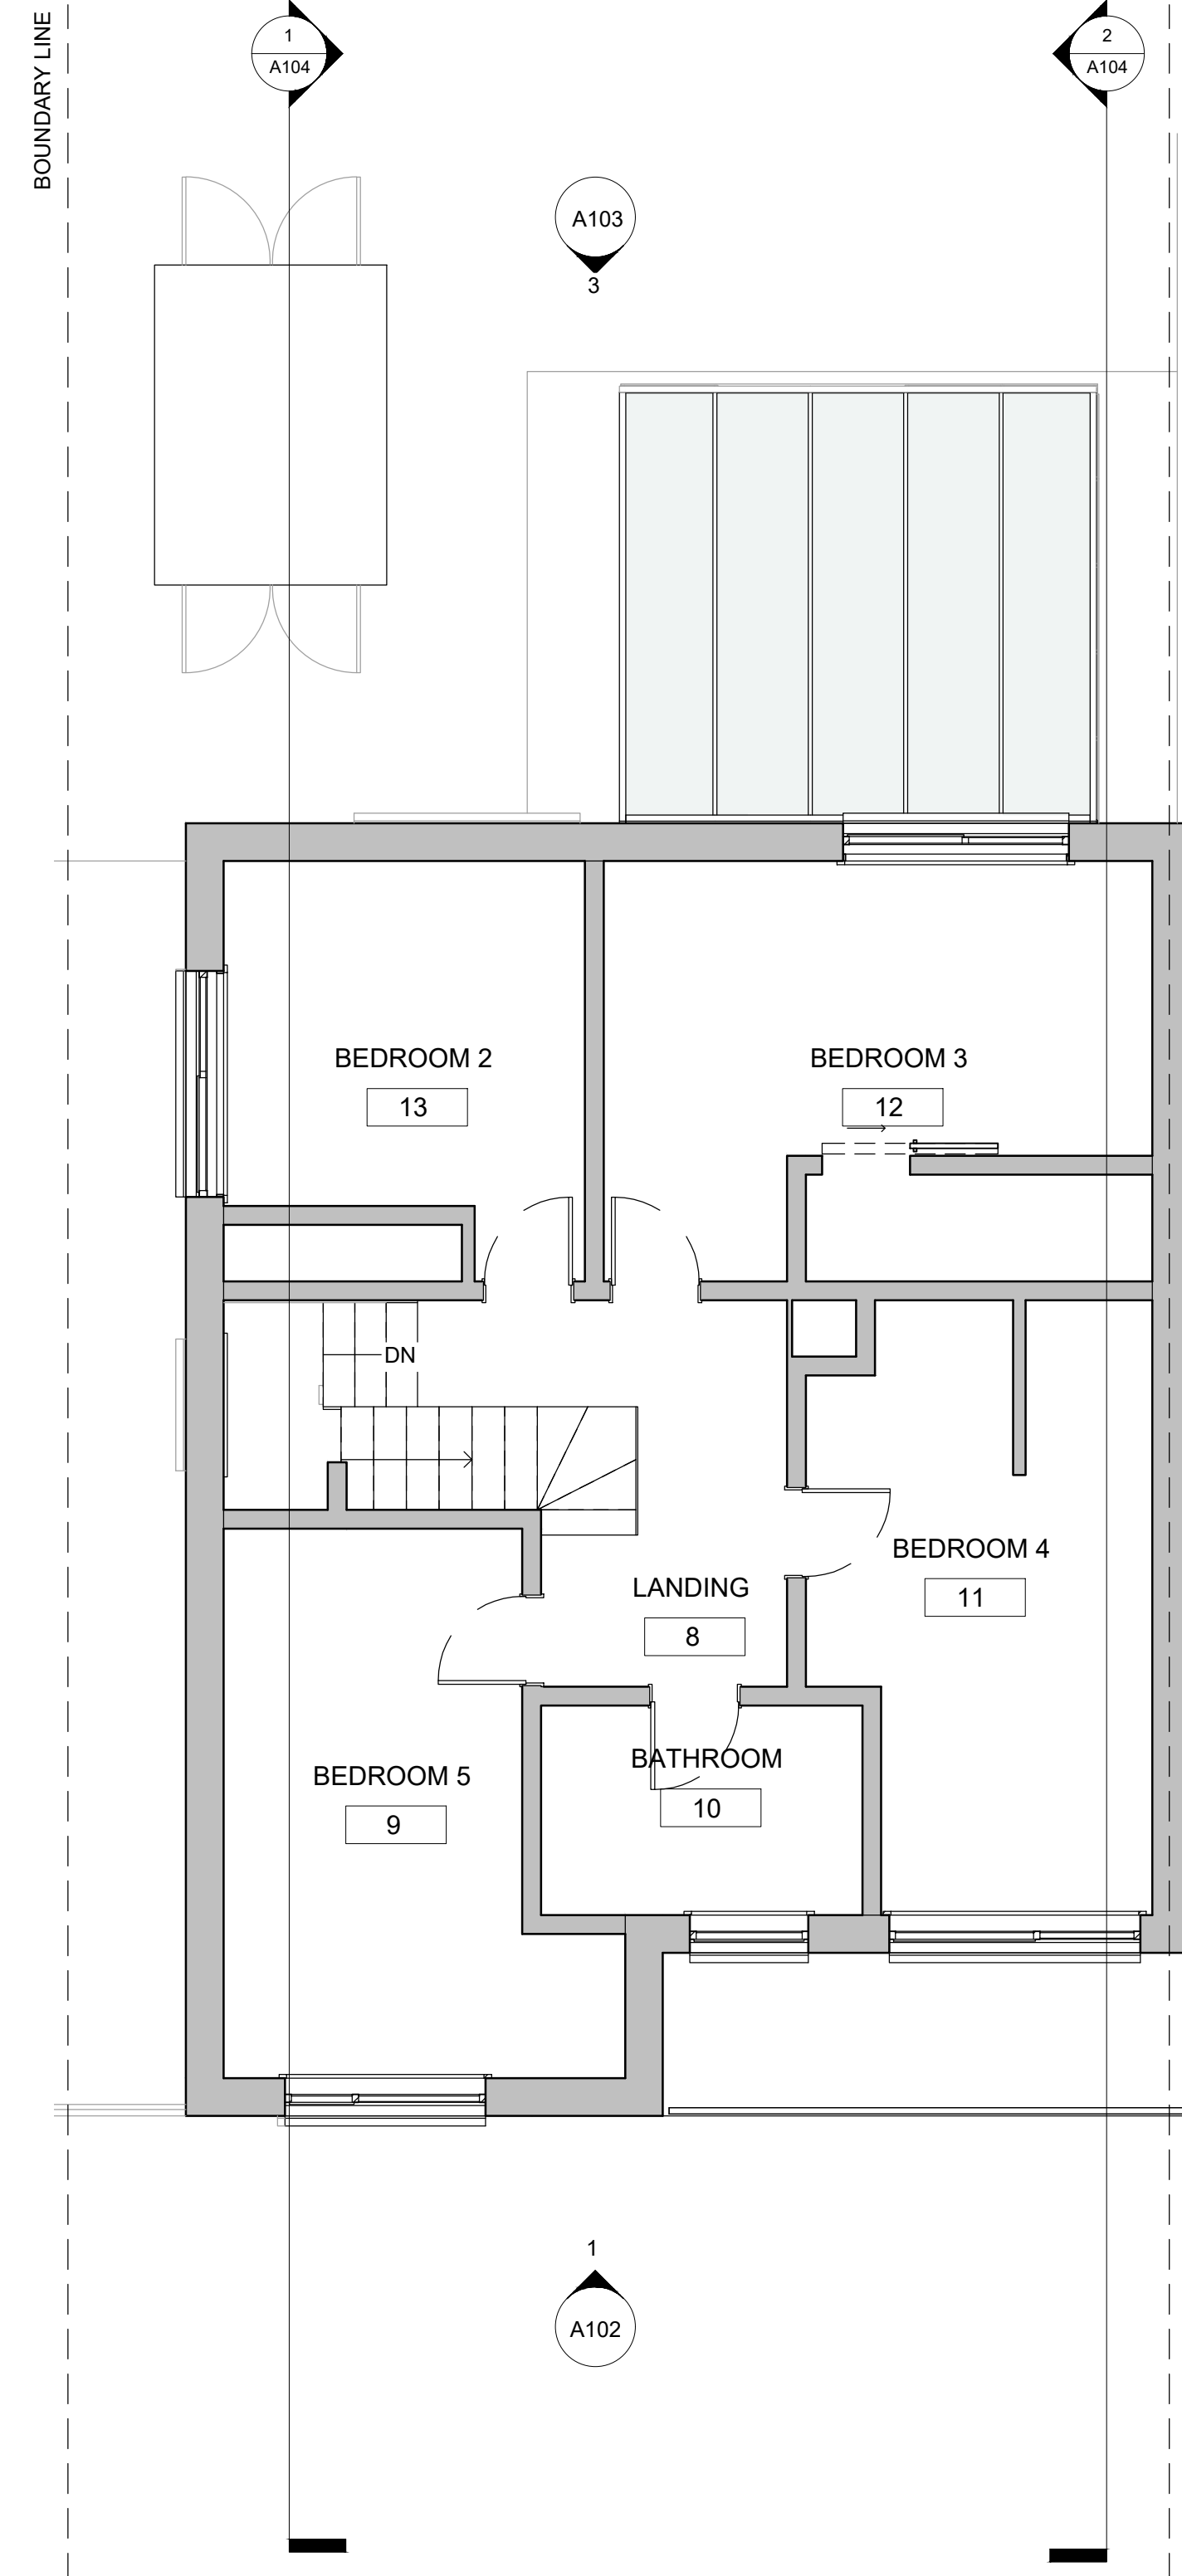 BOUNDARY LINE
1
A104
2
A104
A103
3
BEDROOM 2
13
BEDROOM 3
12
DN
BEDROOM 4
11
LANDING
8
BATHROOM
10
BEDROOM 5
9
1
A102